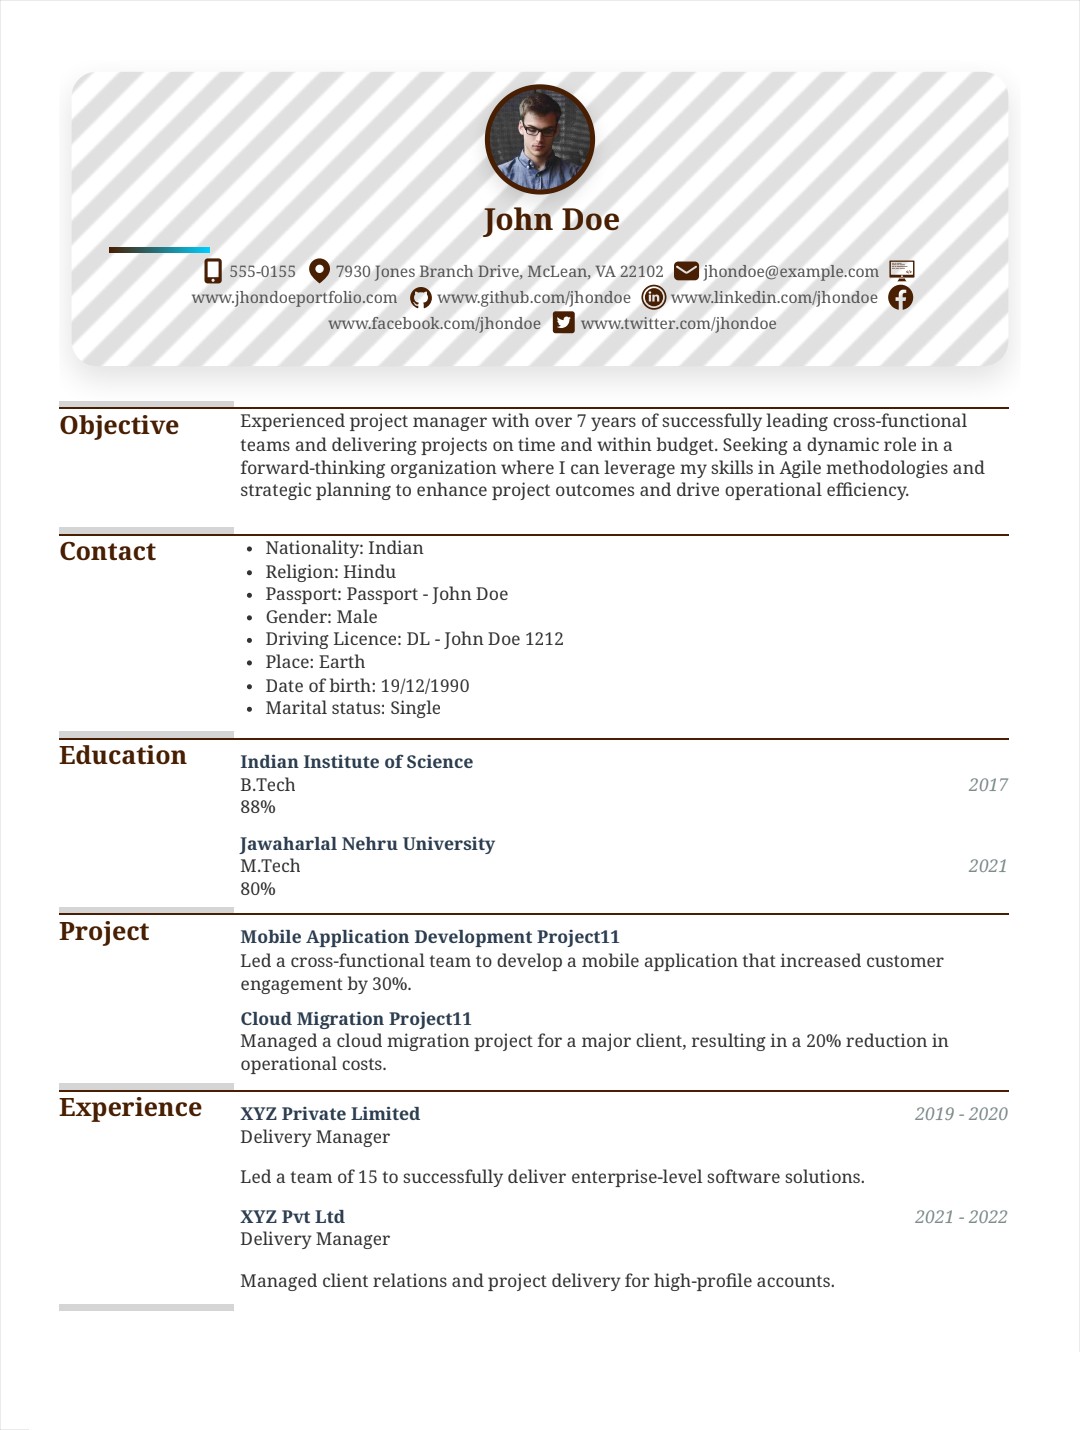 John Doe
555-0155 7930 Jones Branch Drive, McLean, VA 22102 jhondoe@example.com
www.jhondoeportfolio.com www.github.com/jhondoe www.linkedin.com/jhondoe
www.facebook.com/jhondoe www.twitter.com/jhondoe
Objective
Experienced project manager with over 7 years of successfully leading cross-functional
teams and delivering projects on time and within budget. Seeking a dynamic role in a
forward-thinking organization where I can leverage my skills in Agile methodologies and
strategic planning to enhance project outcomes and drive operational efficiency.
Contact
• Nationality: Indian
• Religion: Hindu
• Passport: Passport - John Doe
• Gender: Male
• Driving Licence: DL - John Doe 1212
• Place: Earth
• Date of birth: 19/12/1990
• Marital status: Single
Education
Indian Institute of Science
B.Tech 2017
88%
Jawaharlal Nehru University
M.Tech 2021
80%
Project
Mobile Application Development Project11
Led a cross-functional team to develop a mobile application that increased customer
engagement by 30%.
Cloud Migration Project11
Managed a cloud migration project for a major client, resulting in a 20% reduction in
operational costs.
Experience
XYZ Private Limited 2019 - 2020
Delivery Manager
Led a team of 15 to successfully deliver enterprise-level software solutions.
XYZ Pvt Ltd 2021 - 2022
Delivery Manager
Managed client relations and project delivery for high-profile accounts.